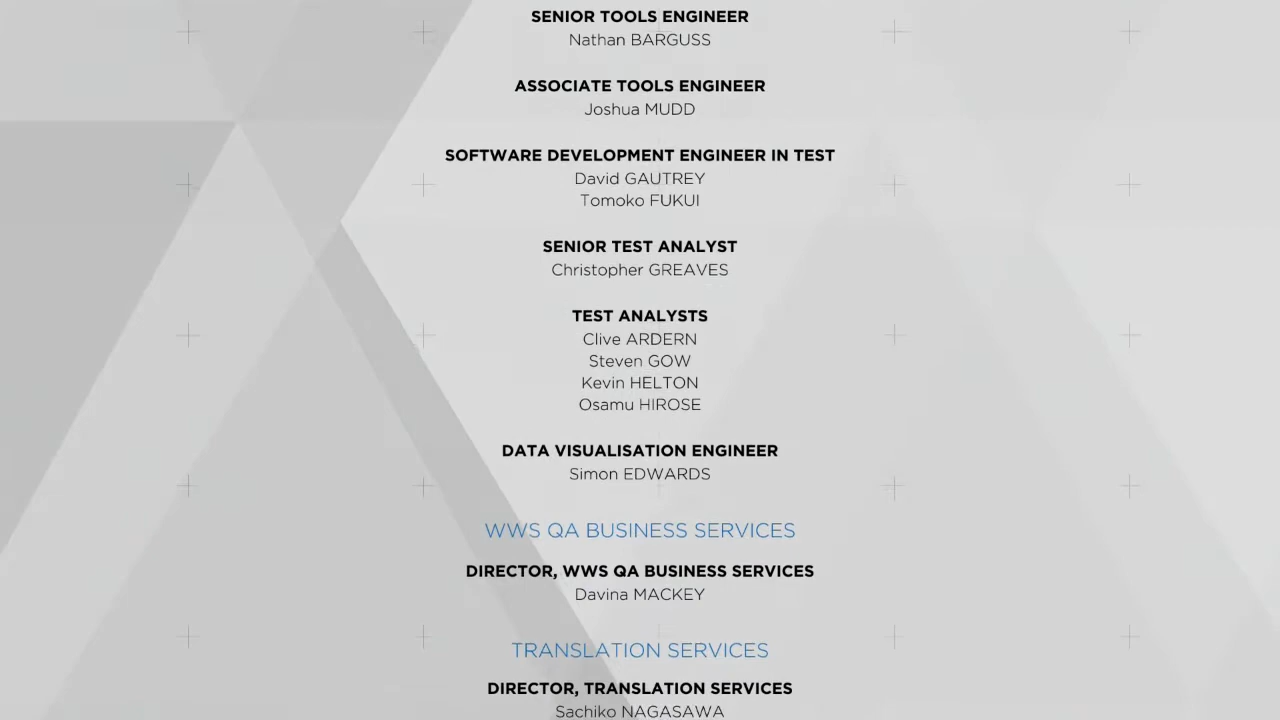 SENIOR TOOLS ENGINEER
Nathan BARGUSS
ASSOCIATE TOOLS ENGINEER
Joshua MUDD
SOFTWARE DEVELOPMENT ENGINEER IN TEST
David GAUTREY
Tomoko FUKUI
SENIOR TEST ANALYST
Christopher GREAVES
TEST ANALYSTS
Clive ARDERN
Steven GOW
Kevin HELTON
Osamu HIROSE
DATA VISUALISATION ENGINEER
Simon EDWARDS
WWS QA BUSINESS SERVICES
DIRECTOR, WWS QA BUSINESS SERVICES
Davina MACKEY
TRANSLATION SERVICES
DIRECTOR, TRANSLATION SERVICES
Sachiko NAGASAWA